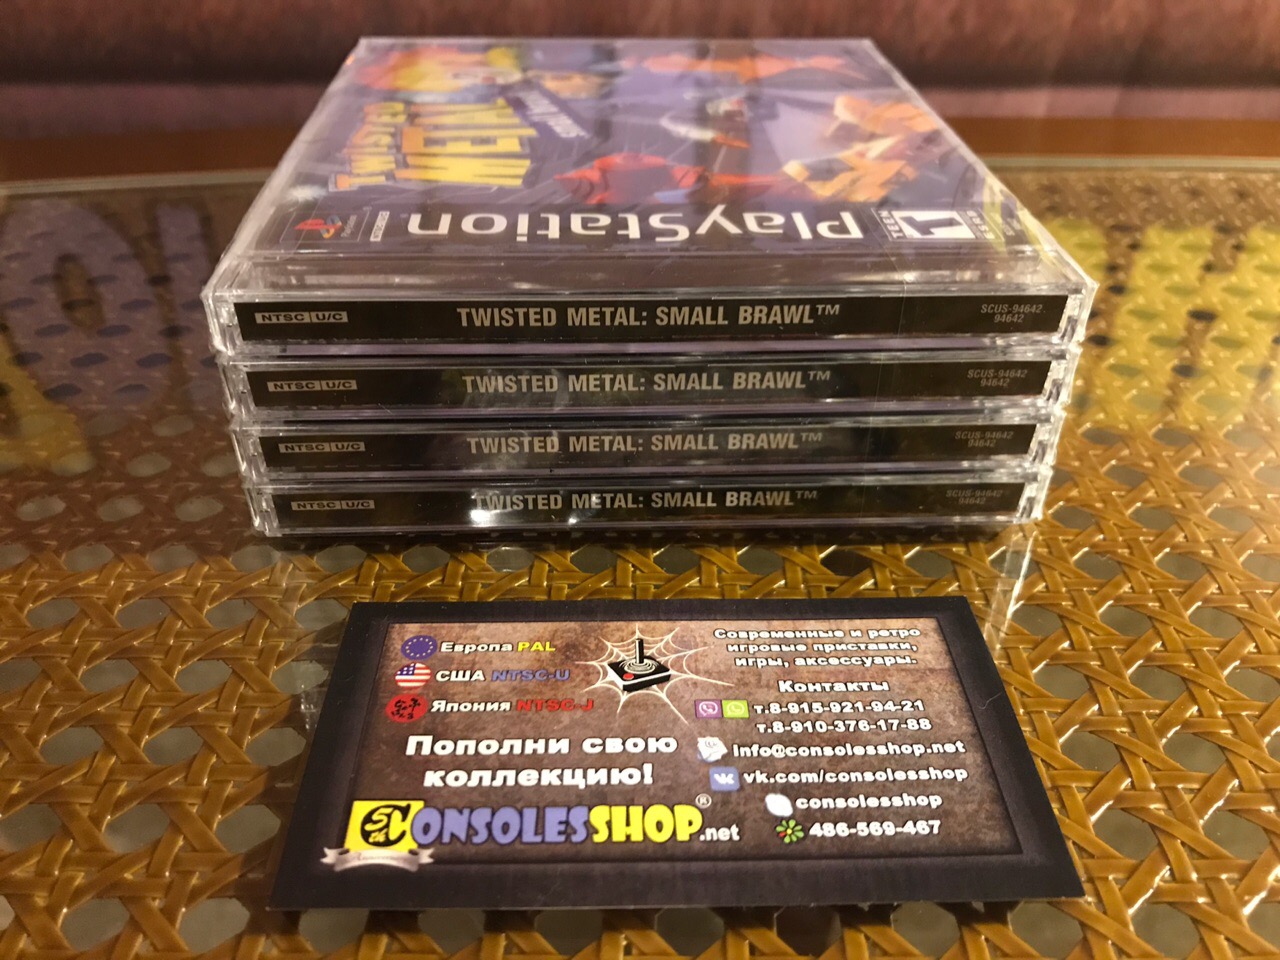 TWISTED
METAL
SMALL BRAWL
PlayStation
TEEN
ESRB
NTSC U/C
TWISTED METAL: SMALL BRAWL™
SCUS-94642
94642
NTSC U/C
TWISTED METAL: SMALL BRAWL™
SCUS-94642
94642
NTSC U/C
TWISTED METAL: SMALL BRAWL™
SCUS-94642
94642
NTSC U/C
TWISTED METAL: SMALL BRAWL™
SCUS-94642
94642
Европа PAL
США NTSC-U
Япония NTSC-J
Пополни свою
коллекцию!
CONSOLESSHOP®.net
Современные и ретро
игровые приставки,
игры, аксессуары.
Контакты
т.8-915-921-94-21
т.8-910-376-17-88
info@consolesshop.net
vk.com/consolesshop
consolesshop
486-569-467